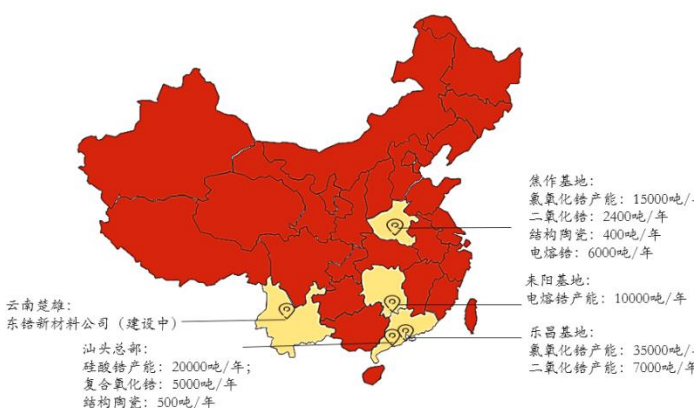 焦作基地：
氯氧化锆产能：15000吨/年
二氧化锆：2400吨/年
结构陶瓷：400吨/年
电熔锆：6000吨/年
耒阳基地：
电熔锆产能：10000吨/年
乐昌基地：
氯氧化锆产能：35000吨/年
二氧化锆产能：7000吨/年
云南楚雄：
东锆新材料公司（建设中）
汕头总部：
硅酸锆产能：20000吨/年；
复合氧化锆：5000吨/年
结构陶瓷：500吨/年